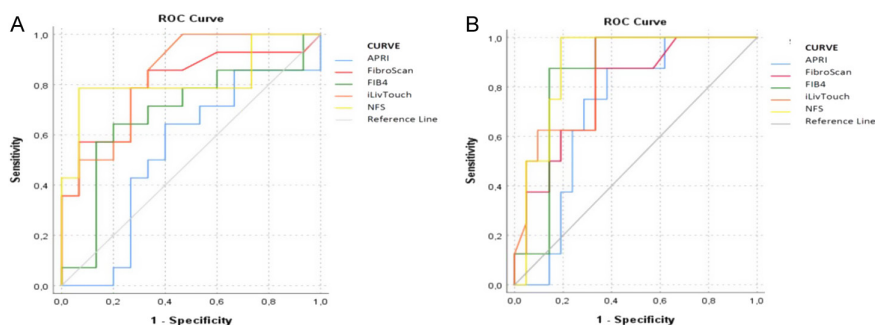 A
ROC Curve
1,0
0,8
0,6
0,4
0,2
0,0
Sensitivity
0,0 0,2 0,4 0,6 0,8 1,0
1 - Specificity
CURVE
APRI
FibroScan
FIB4
iLivTouch
NFS
Reference Line
B
ROC Curve
1,0
0,8
0,6
0,4
0,2
0,0
Sensitivity
0,0 0,2 0,4 0,6 0,8 1,0
1 - Specificity
CURVE
APRI
FibroScan
FIB4
iLivTouch
NFS
Reference Line